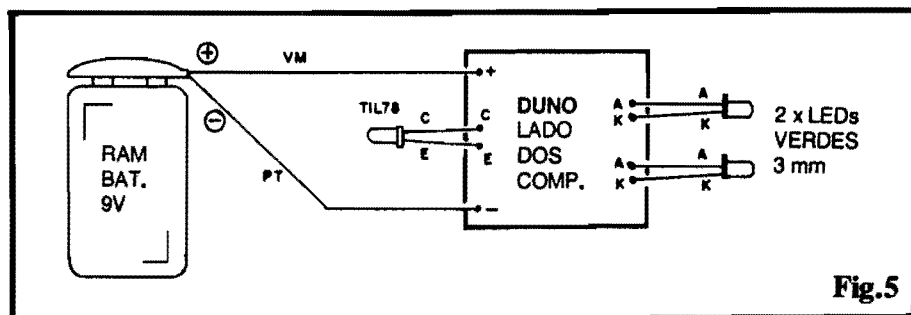 +
VM
−
PT
RAM
BAT.
9V
TIL78
C
E
+
C
E
−
DUNO
LADO
DOS
COMP.
A
K
A
K
A
K
A
K
2 x LEDs
VERDES
3 mm
Fig.5